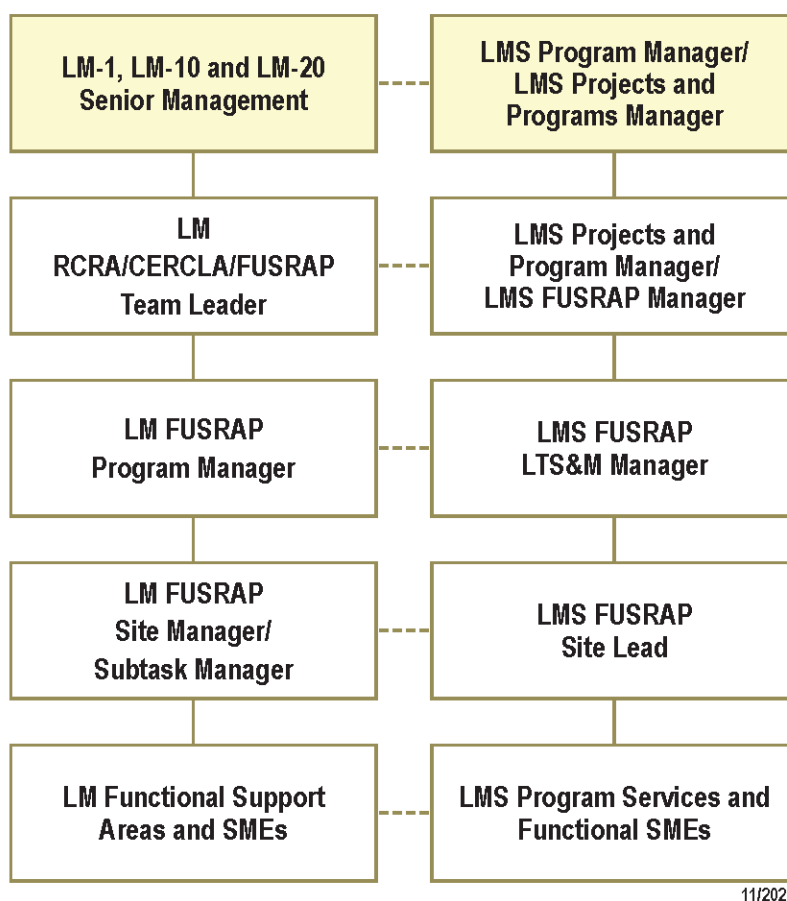 LM-1, LM-10 and LM-20
Senior Management
LMS Program Manager/
LMS Projects and
Programs Manager
LM
RCRA/CERCLA/FUSRAP
Team Leader
LMS Projects and
Program Manager/
LMS FUSRAP Manager
LM FUSRAP
Program Manager
LMS FUSRAP
LTS&M Manager
LM FUSRAP
Site Manager/
Subtask Manager
LMS FUSRAP
Site Lead
LM Functional Support
Areas and SMEs
LMS Program Services and
Functional SMEs
11/202